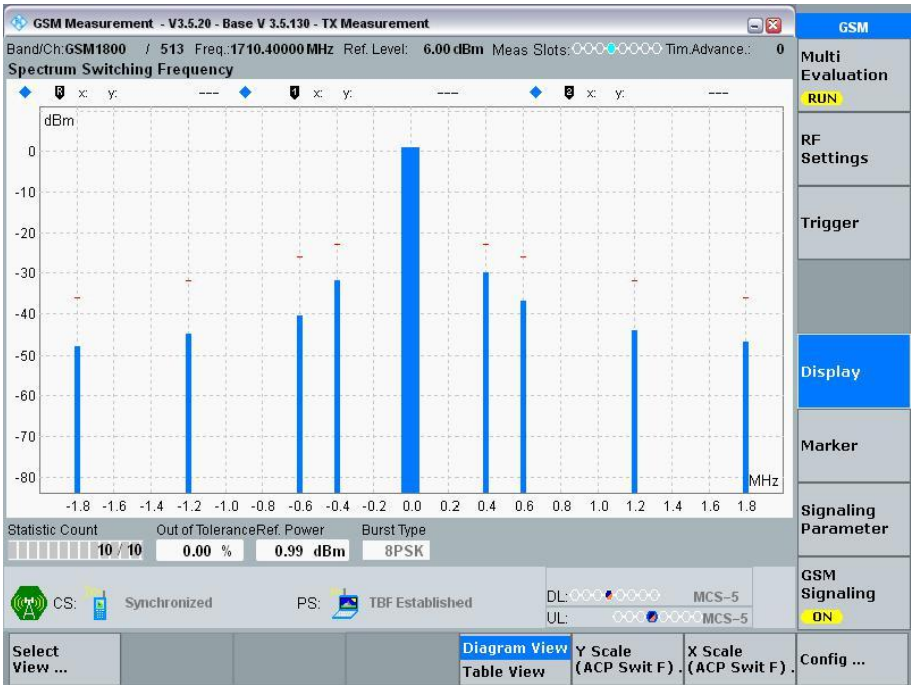 GSM Measurement - V3.5.20 - Base V 3.5.130 - TX Measurement
GSM
Band/Ch:GSM1800 / 513 Freq.:1710.40000 MHz Ref. Level: 6.00 dBm Meas Slots: Tim.Advance.: 0
Spectrum Switching Frequency
Multi
Evaluation
RUN
R x: y: --- 1 x: y: --- 2 x: y: ---
dBm
0
-10
-20
-30
-40
-50
-60
-70
-80
MHz
-1.8 -1.6 -1.4 -1.2 -1.0 -0.8 -0.6 -0.4 -0.2 0.0 0.2 0.4 0.6 0.8 1.0 1.2 1.4 1.6 1.8
RF
Settings
Trigger
Display
Marker
Signaling
Parameter
GSM
Signaling
ON
Statistic Count Out of Tolerance Ref. Power Burst Type
10 / 10 0.00 % 0.99 dBm 8PSK
CS: Synchronized PS: TBF Established
DL: MCS-5
UL: MCS-5
Select
View ...
Diagram View
Table View
Y Scale
(ACP Swit F) .
X Scale
(ACP Swit F) .
Config ...